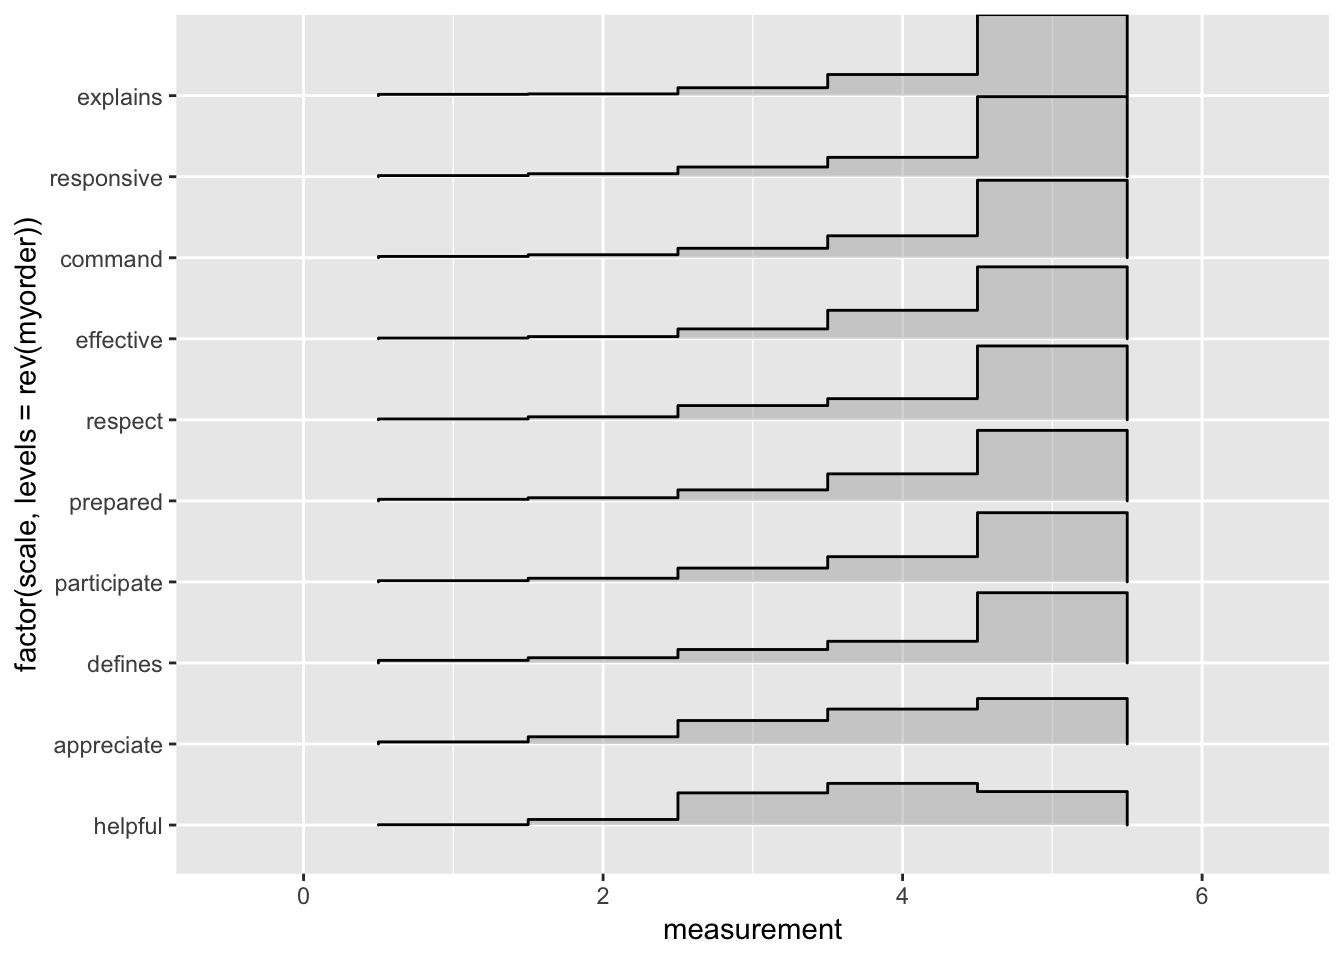 factor(scale, levels = rev(myorder))
explains
responsive
command
effective
respect
prepared
participate
defines
appreciate
helpful
0 2 4 6
measurement